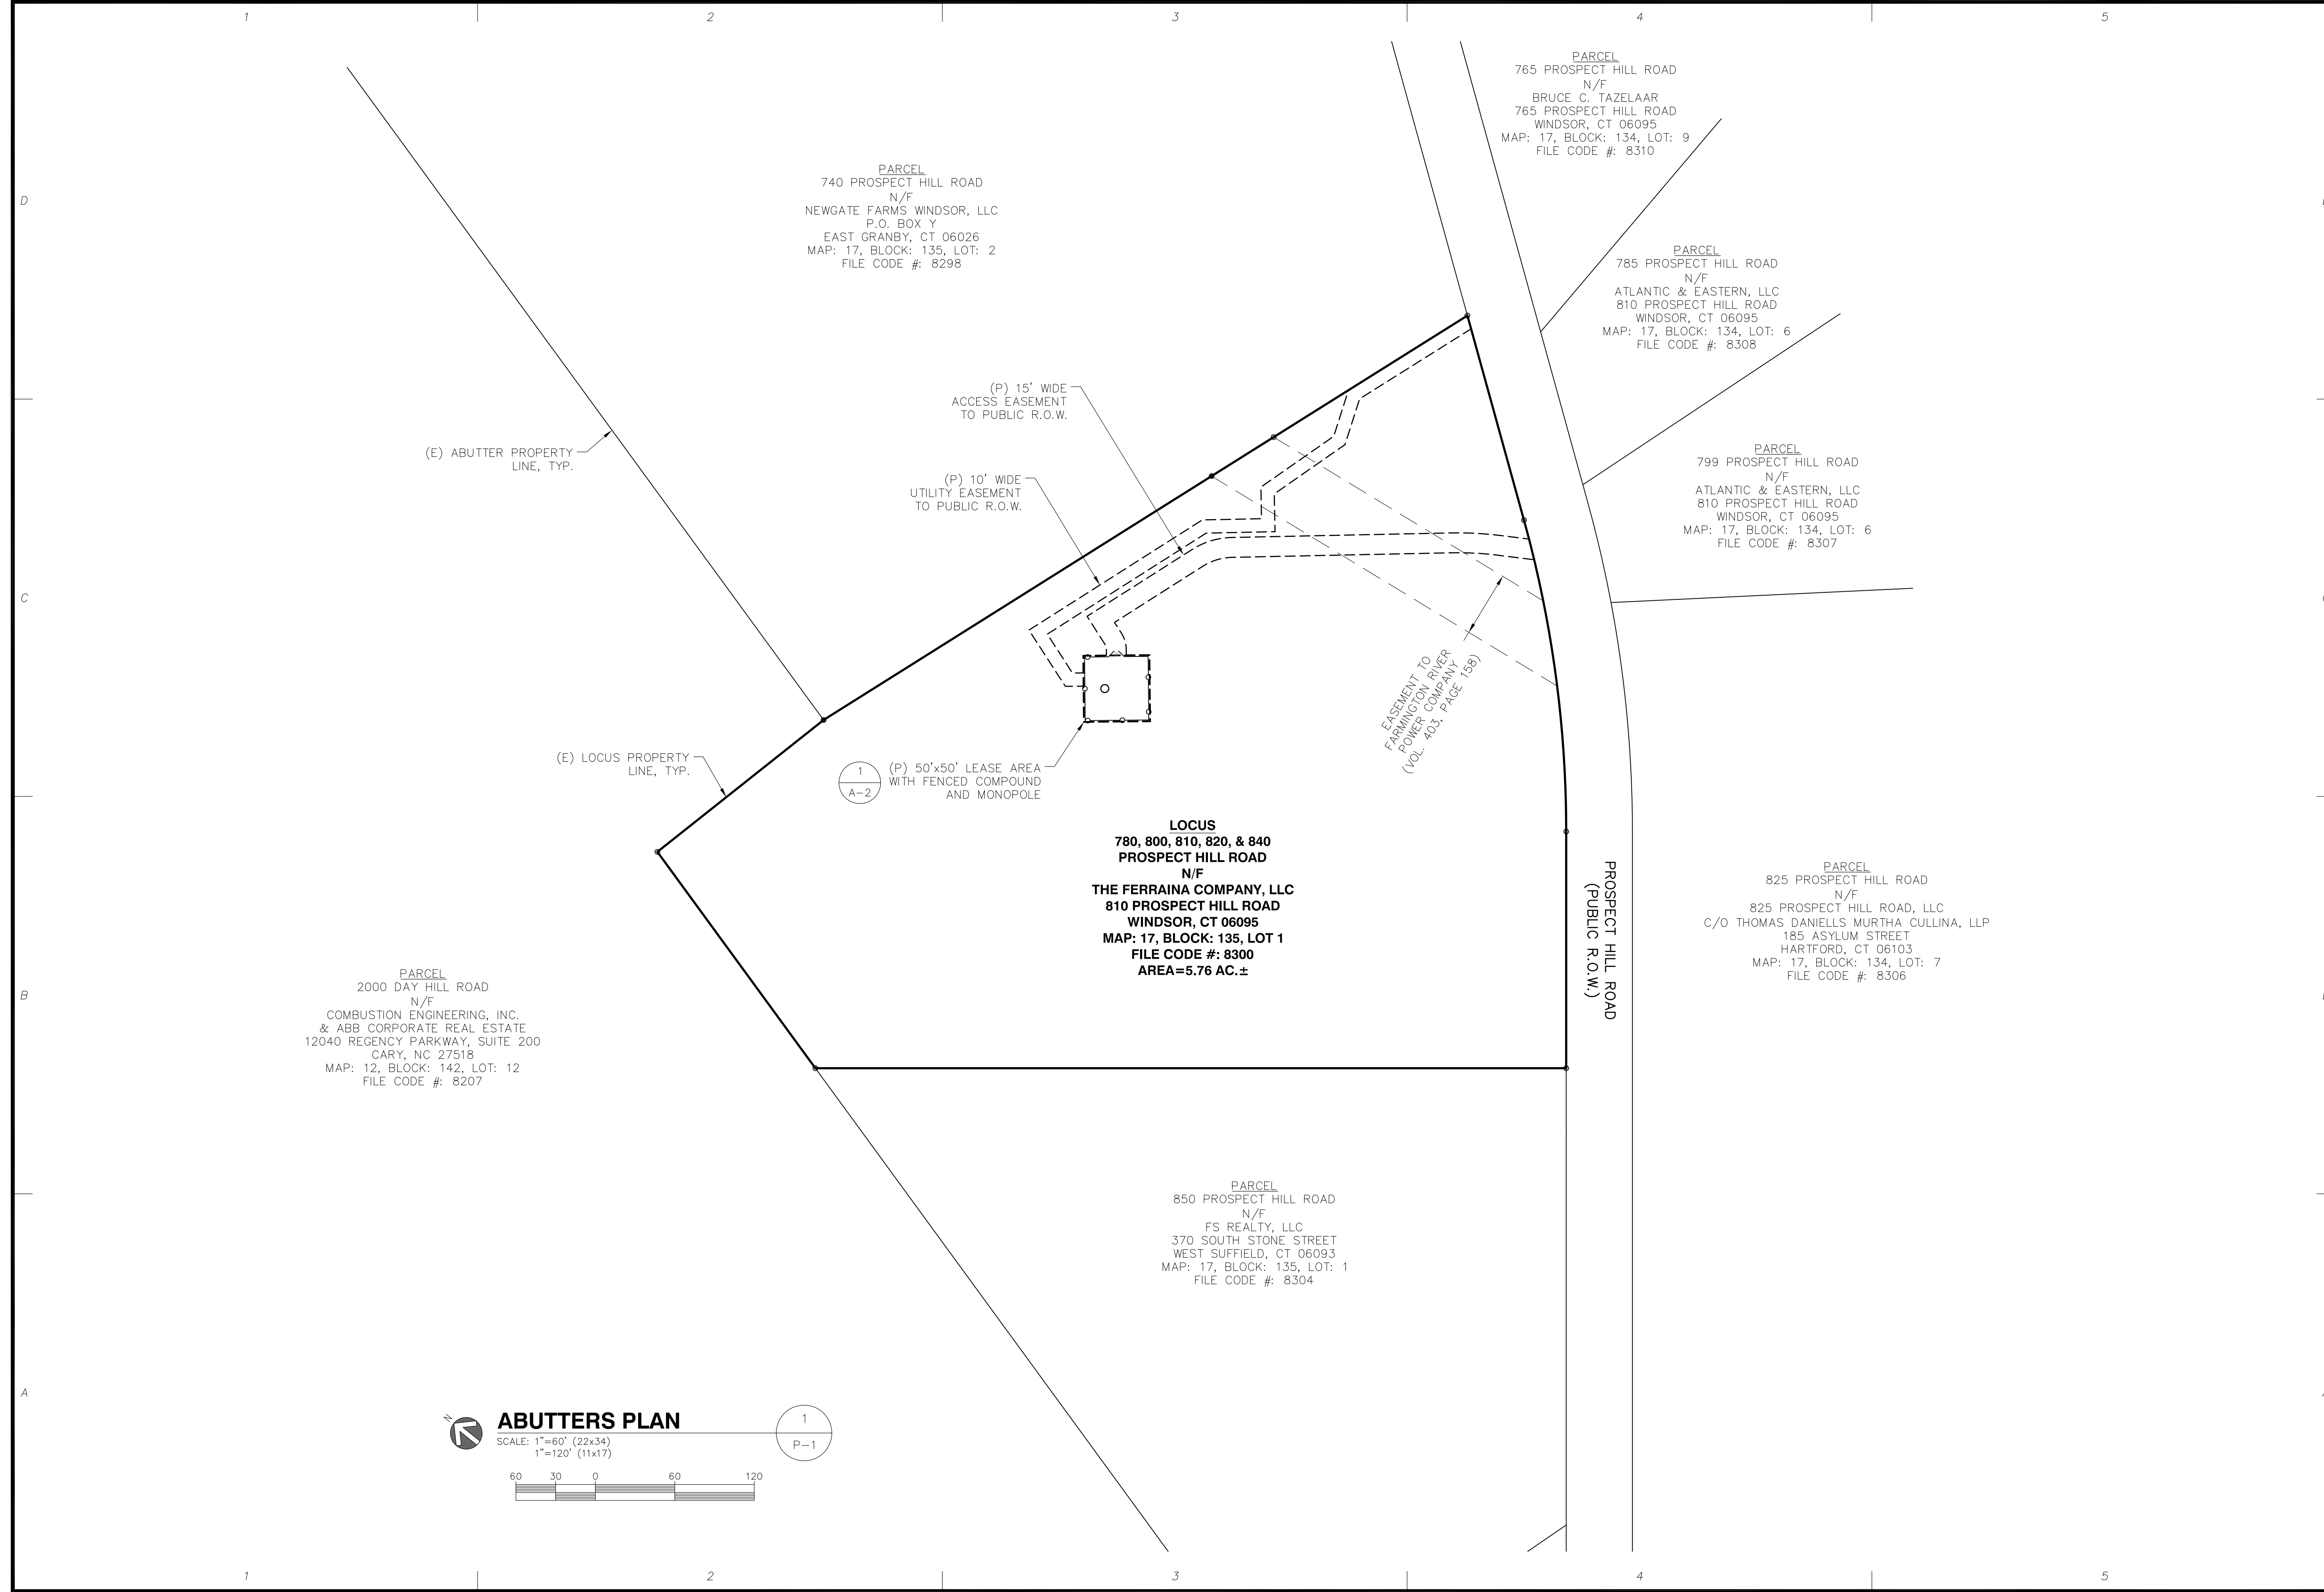 1 2 3 4 5
PARCEL
765 PROSPECT HILL ROAD
N/F
BRUCE C. TAZELAAR
765 PROSPECT HILL ROAD
WINDSOR, CT 06095
MAP: 17, BLOCK: 134, LOT: 9
FILE CODE #: 8310
PARCEL
740 PROSPECT HILL ROAD
N/F
NEWGATE FARMS WINDSOR, LLC
P.O. BOX Y
EAST GRANBY, CT 06026
MAP: 17, BLOCK: 135, LOT: 2
FILE CODE #: 8298
D
PARCEL
785 PROSPECT HILL ROAD
N/F
ATLANTIC & EASTERN, LLC
810 PROSPECT HILL ROAD
WINDSOR, CT 06095
MAP: 17, BLOCK: 134, LOT: 6
FILE CODE #: 8308
(P) 15' WIDE
ACCESS EASEMENT
TO PUBLIC R.O.W.
(E) ABUTTER PROPERTY
LINE, TYP.
(P) 10' WIDE
UTILITY EASEMENT
TO PUBLIC R.O.W.
PARCEL
799 PROSPECT HILL ROAD
N/F
ATLANTIC & EASTERN, LLC
810 PROSPECT HILL ROAD
WINDSOR, CT 06095
MAP: 17, BLOCK: 134, LOT: 6
FILE CODE #: 8307
C
EASEMENT TO
FARMINGTON RIVER
POWER COMPANY
(VOL. 403, PAGE 158)
(E) LOCUS PROPERTY
LINE, TYP.
1
A-2
(P) 50'x50' LEASE AREA
WITH FENCED COMPOUND
AND MONOPOLE
LOCUS
780, 800, 810, 820, & 840
PROSPECT HILL ROAD
N/F
THE FERRAINA COMPANY, LLC
810 PROSPECT HILL ROAD
WINDSOR, CT 06095
MAP: 17, BLOCK: 135, LOT 1
FILE CODE #: 8300
AREA=5.76 AC.±
PROSPECT HILL ROAD
(PUBLIC R.O.W.)
PARCEL
825 PROSPECT HILL ROAD
N/F
825 PROSPECT HILL ROAD, LLC
C/O THOMAS DANIELLS MURTHA CULLINA, LLP
185 ASYLUM STREET
HARTFORD, CT 06103
MAP: 17, BLOCK: 134, LOT: 7
FILE CODE #: 8306
B
PARCEL
2000 DAY HILL ROAD
N/F
COMBUSTION ENGINEERING, INC.
& ABB CORPORATE REAL ESTATE
12040 REGENCY PARKWAY, SUITE 200
CARY, NC 27518
MAP: 12, BLOCK: 142, LOT: 12
FILE CODE #: 8207
PARCEL
850 PROSPECT HILL ROAD
N/F
FS REALTY, LLC
370 SOUTH STONE STREET
WEST SUFFIELD, CT 06093
MAP: 17, BLOCK: 135, LOT: 1
FILE CODE #: 8304
A
N
ABUTTERS PLAN
SCALE: 1"=60' (22x34)
1"=120' (11x17)
1
P-1
60 30 0 60 120
1 2 3 4 5